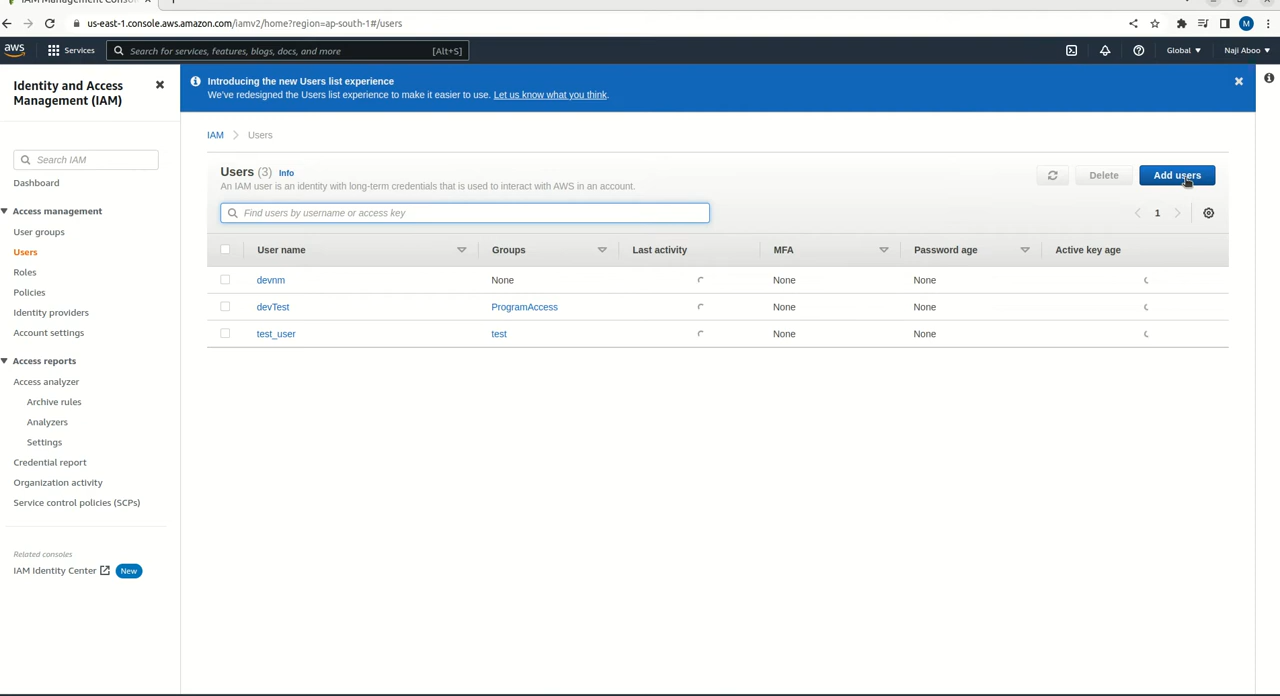 IAM Management Consol
us-east-1.console.aws.amazon.com/iamv2/home?region=ap-south-1#/users
M
aws
Services
Search for services, features, blogs, docs, and more
[Alt+S]
Global
Naji Aboo
Identity and Access
Management (IAM)
Search IAM
Dashboard
Access management
User groups
Users
Roles
Policies
Identity providers
Account settings
Access reports
Access analyzer
Archive rules
Analyzers
Settings
Credential report
Organization activity
Service control policies (SCPs)
Related consoles
IAM Identity Center New
Introducing the new Users list experience
We've redesigned the Users list experience to make it easier to use. Let us know what you think.
IAM > Users
Users (3) Info
An IAM user is an identity with long-term credentials that is used to interact with AWS in an account.
Delete
Add users
Find users by username or access key
1
User name Groups Last activity MFA Password age Active key age
devnm None None None
devTest ProgramAccess None None
test_user test None None